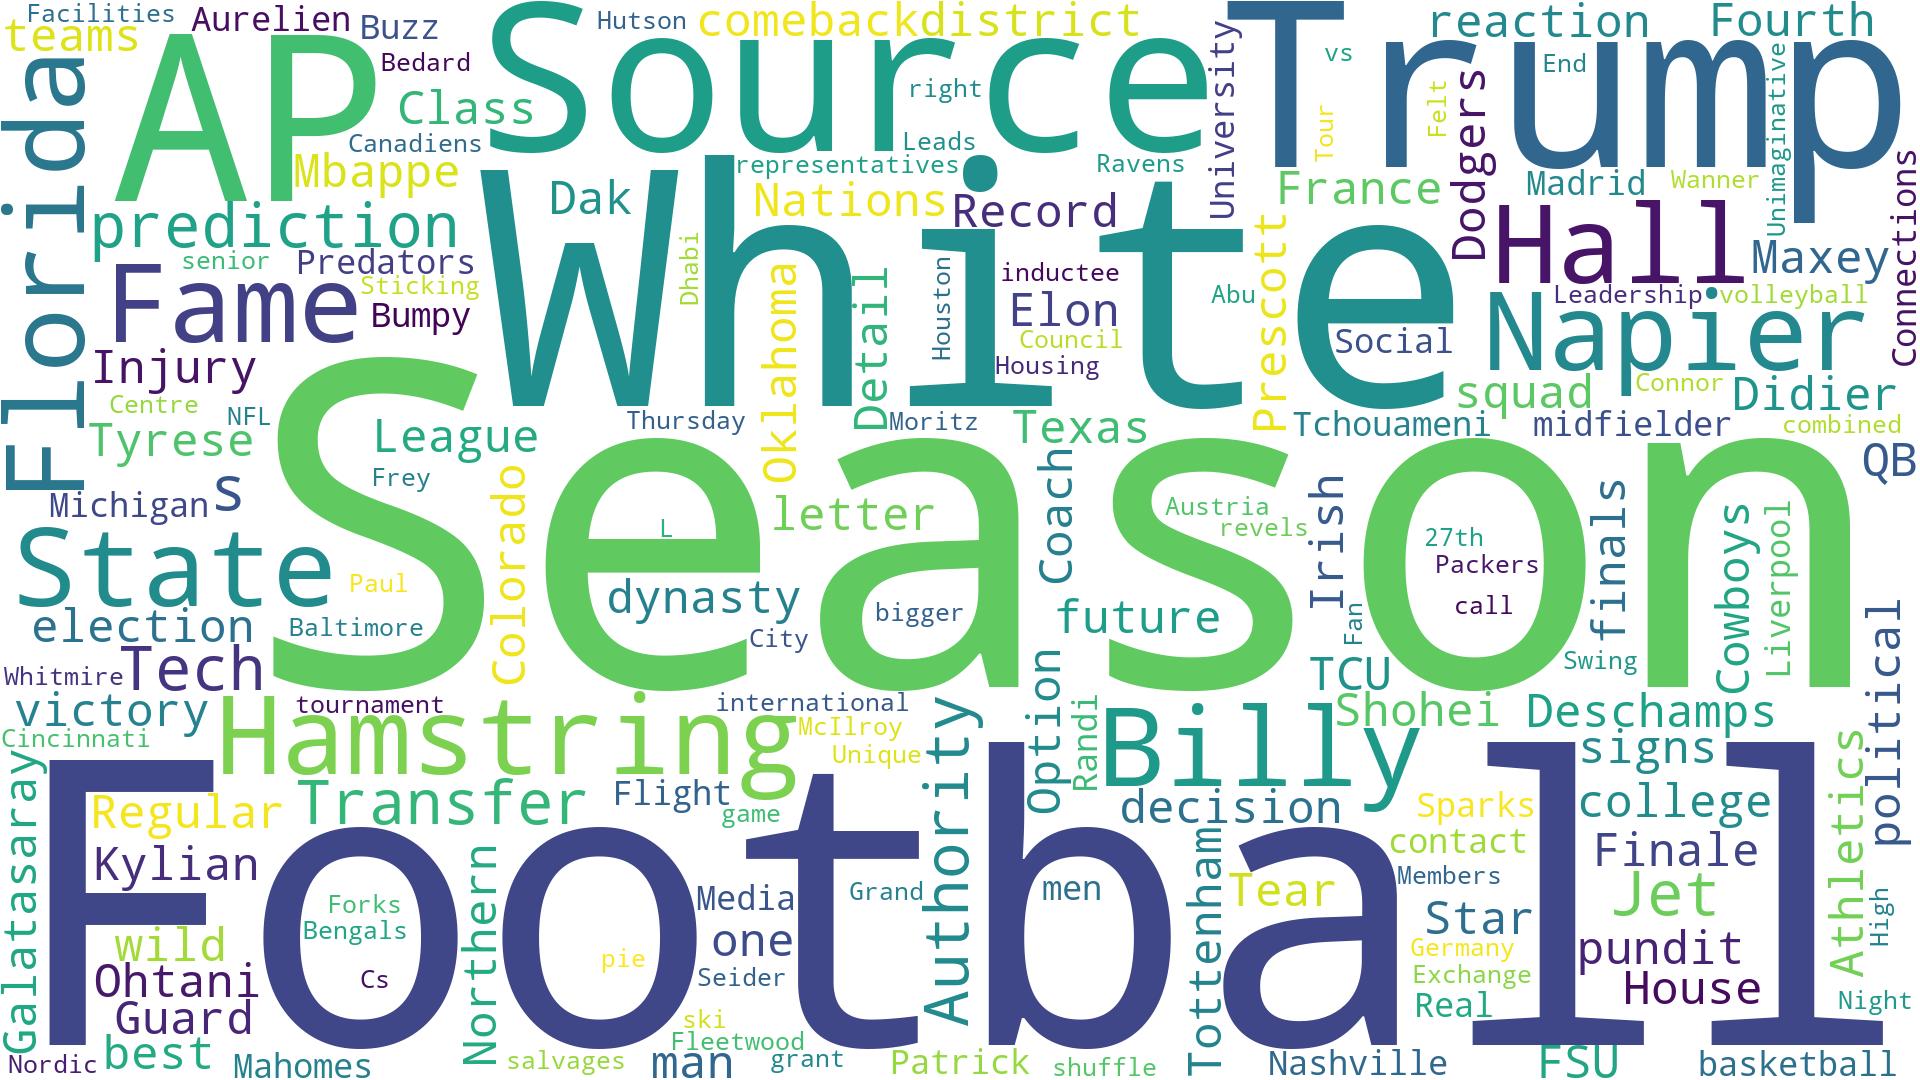 Facilities
Aurelien
Buzz
Hutson
comeback
district
reaction
Fourth
teams
AP
Source
Trump
Bedard
Class
right
University
vs
End
Dodgers
Unimaginative
Florida
Canadiens
Leads
Tour
Felt
Mbappe
representatives
Ravens
Dak
Nations
Record
France
Madrid
Wanner
Connections
prediction
White
Hall
senior
Predators
Dhabi
Oklahoma
Detail
Houston
inductee
Abu
Prescott
Maxey
Fame
Sticking
Bumpy
Elon
Leadership
volleyball
Napier
Council
Social
Injury
Housing
squad
Connor
Didier
Centre
NFL
Thursday
Moritz
Texas
Tchouameni
midfielder
combined
Tyrese
League
Season
QB
Frey
Michigan
s
Colorado
letter
Coach
Austria
revels
Irish
finals
Cowboys
Liverpool
State
L
27th
Packers
Paul
dynasty
bigger
future
call
Fan
political
election
Baltimore
City
Whitmire
Tech
TCU
Swing
victory
tournament
international
Authority
Option
Randi
Billy
Shohei
Deschamps
Cincinnati
Hamstring
McIlroy
Unique
signs
Athletics
Galatasaray
Football
Regular
Transfer
Flight
game
decision
Sparks
college
Kylian
Northern
contact
Finale
Forks
Media
Grand
men
Tottenham
Tear
Members
Jet
High
Bengals
wild
one
Star
pundit
pie
Germany
Ohtani
Cs
Seider
Exchange
House
Guard
Real
Night
ski
best
Fleetwood
Nordic
Mahomes
salvages
man
grant
Patrick
shuffle
Nashville
FSU
basketball